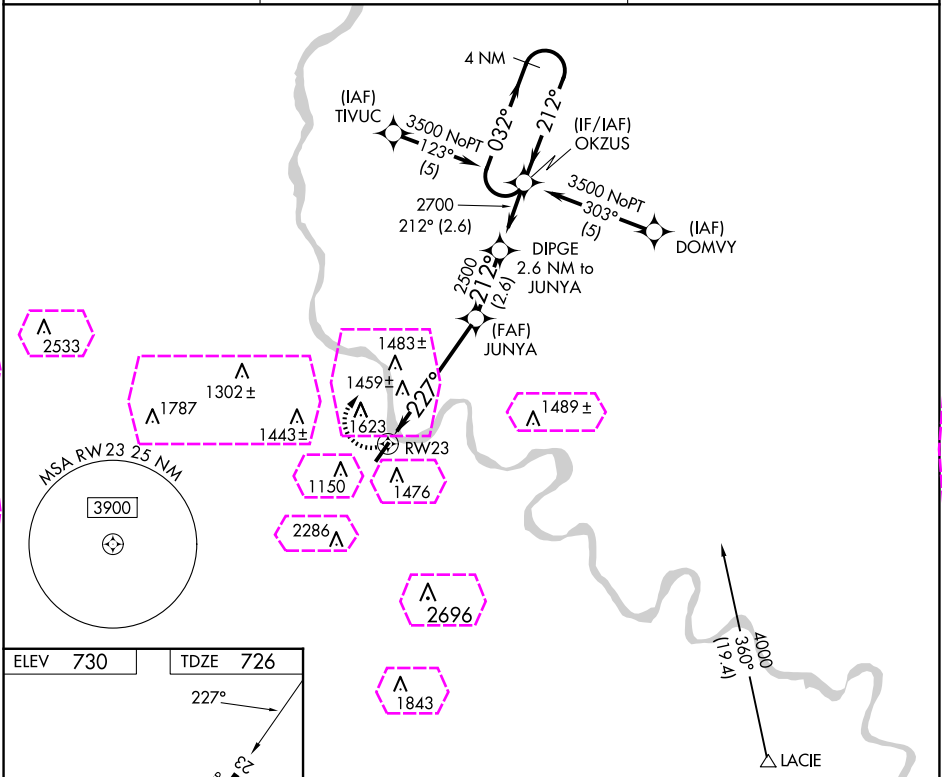 4 NM
032°
212°
(IAF)
TIVUC
3500 NoPT
123°
(5)
(IF/IAF)
OKZUS
3500 NoPT
303°
(5)
(IAF)
DOMVY
2700
212° (2.6)
DIPGE
2.6 NM to
JUNYA
2500
212°
(2.6)
(FAF)
JUNYA
2533
1483±
1302±
1459±
227°
1787
1443±
1623
1489±
RW23
MSA RW 23 25 NM
1150
1476
3900
2286
2696
4000
360°
(19.4)
ELEV 730
TDZE 726
227°
1843
23
LACIE